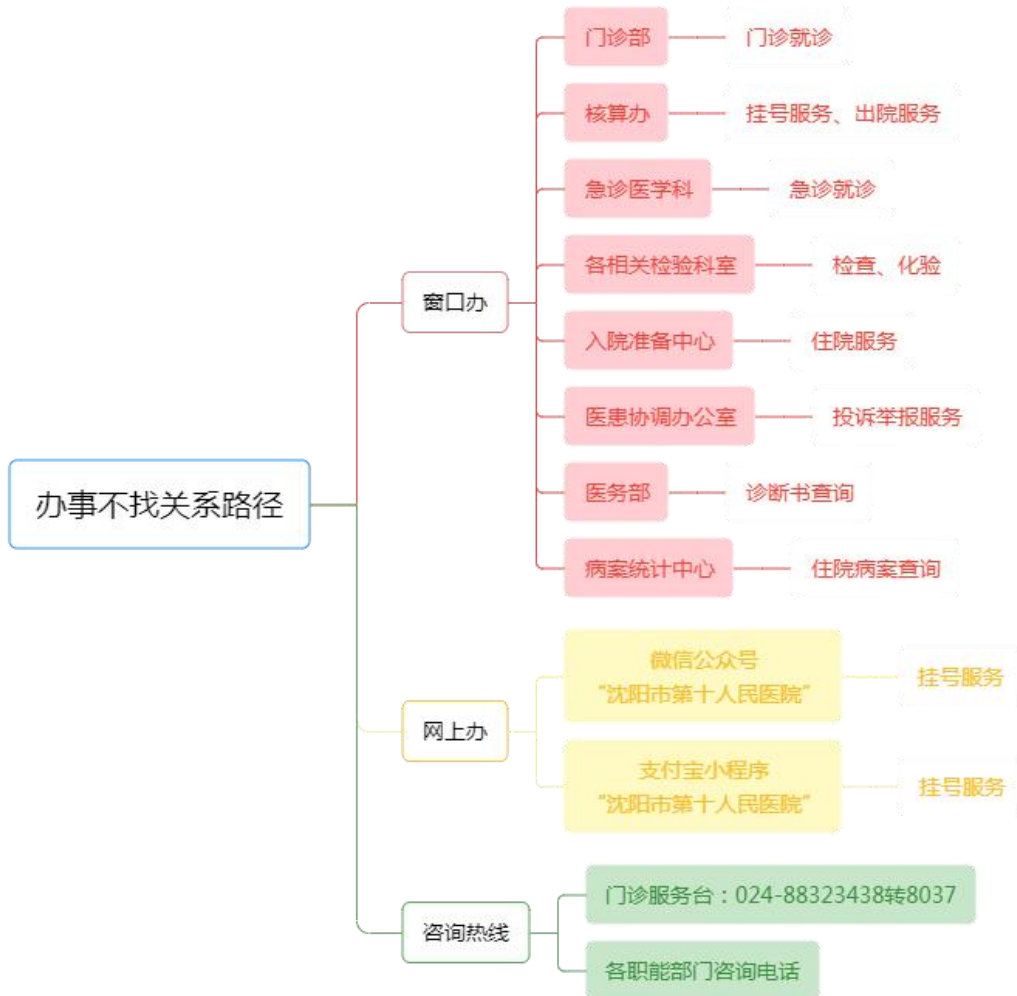 办事不找关系路径
窗口办
门诊部
门诊就诊
核算办
挂号服务、出院服务
急诊医学科
急诊就诊
各相关检验科室
检查、化验
入院准备中心
住院服务
医患协调办公室
投诉举报服务
医务部
诊断书查询
病案统计中心
住院病案查询
网上办
微信公众号
“沈阳市第十人民医院”
挂号服务
支付宝小程序
“沈阳市第十人民医院”
挂号服务
咨询热线
门诊服务台：024-88323438转8037
各职能部门咨询电话